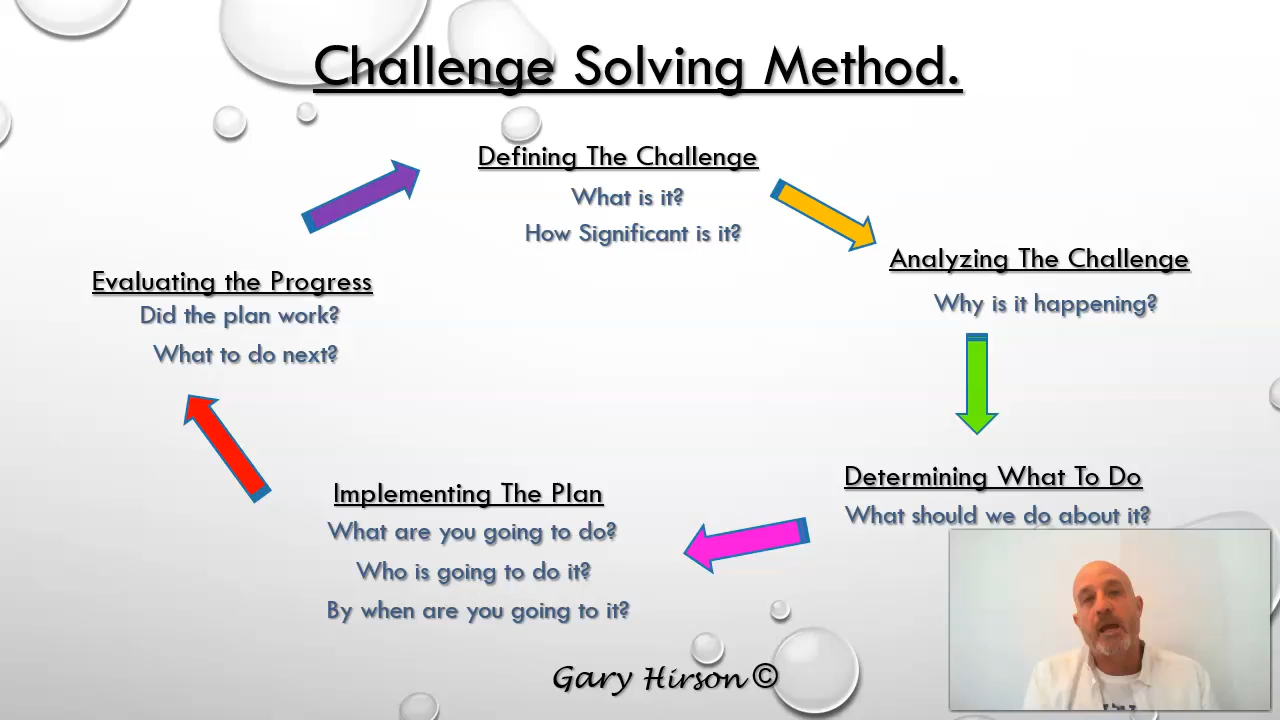 Challenge Solving Method.
Defining The Challenge
What is it?
How Significant is it?
Analyzing The Challenge
Why is it happening?
Determining What To Do
What should we do about it?
Implementing The Plan
What are you going to do?
Who is going to do it?
By when are you going to it?
Evaluating the Progress
Did the plan work?
What to do next?
Gary Hirson ©